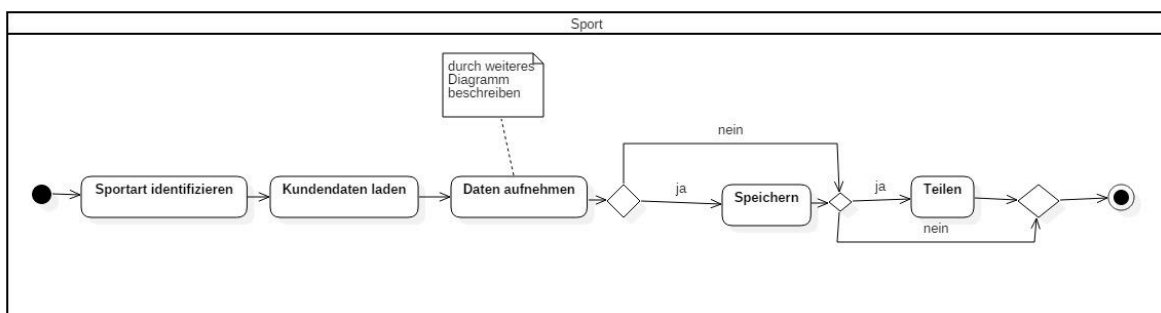 Sport
durch weiteres
Diagramm
beschreiben
nein
Sportart identifizieren
Kundendaten laden
Daten aufnehmen
ja
Speichern
ja
Teilen
nein